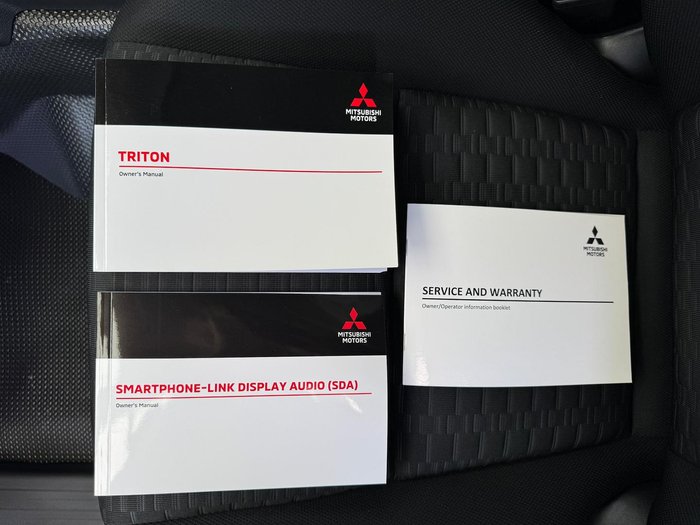 MITSUBISHI
MOTORS
TRITON
Owner's Manual
MITSUBISHI
MOTORS
SERVICE AND WARRANTY
Owner/Operator information booklet
MITSUBISHI
MOTORS
SMARTPHONE-LINK DISPLAY AUDIO (SDA)
Owner's Manual